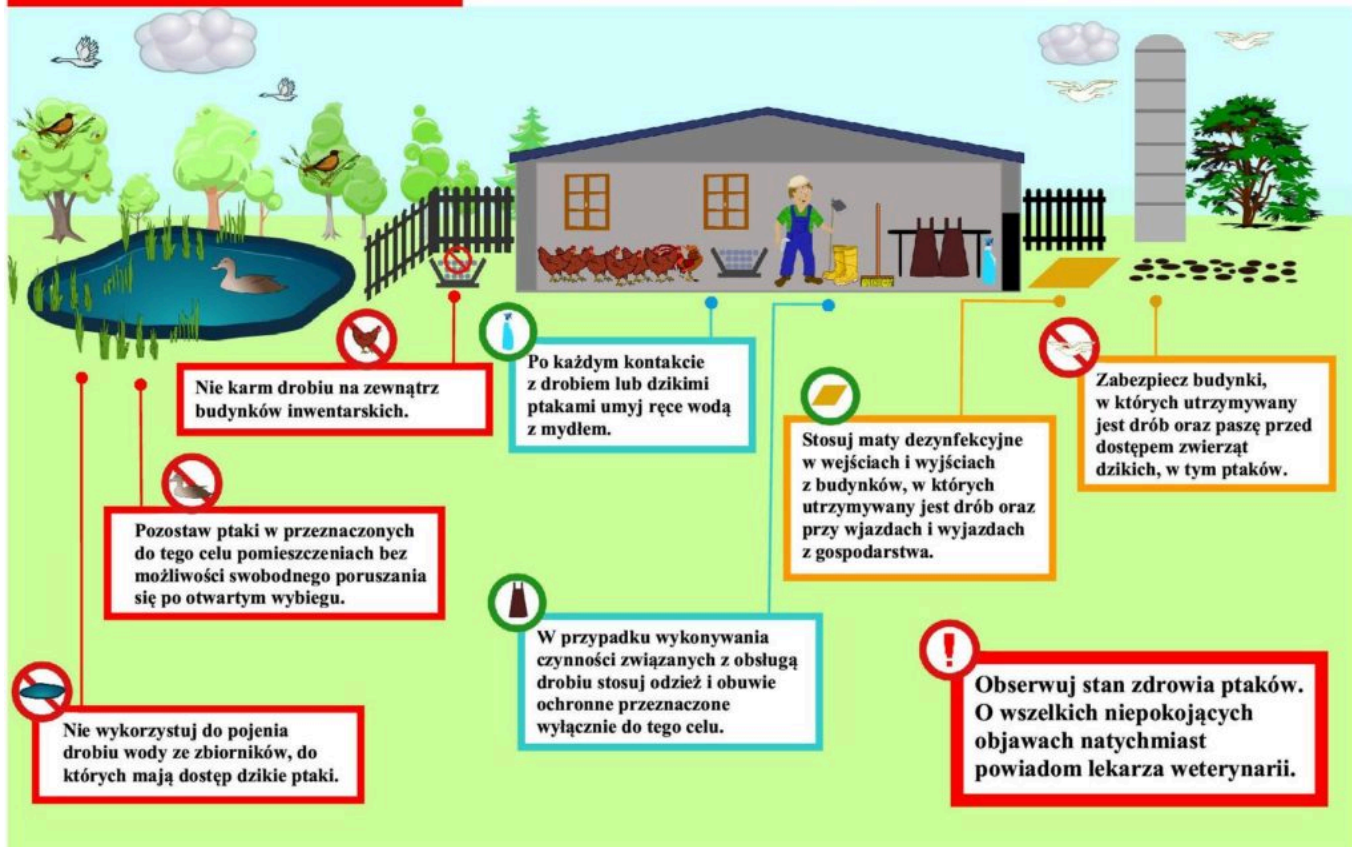 Nie karm drobiu na zewnątrz
budynków inwentarskich.
Po każdym kontakcie
z drobiem lub dzikimi
ptakami umyj ręce wodą
z mydłem.
Zabezpiecz budynki,
w których utrzymywany
jest drób oraz paszę przed
dostępem zwierząt
dzikich, w tym ptaków.
Stosuj maty dezynfekcyjne
w wejściach i wyjściach
z budynków, w których
utrzymywany jest drób oraz
przy wjazdach i wyjazdach
z gospodarstwa.
Pozostaw ptaki w przeznaczonych
do tego celu pomieszczeniach bez
możliwości swobodnego poruszania
się po otwartym wybiegu.
W przypadku wykonywania
czynności związanych z obsługą
drobiu stosuj odzież i obuwie
ochronne przeznaczone
wyłącznie do tego celu.
Obserwuj stan zdrowia ptaków.
O wszelkich niepokojących
objawach natychmiast
powiadom lekarza weterynarii.
Nie wykorzystuj do pojenia
drobiu wody ze zbiorników, do
których mają dostęp dzikie ptaki.